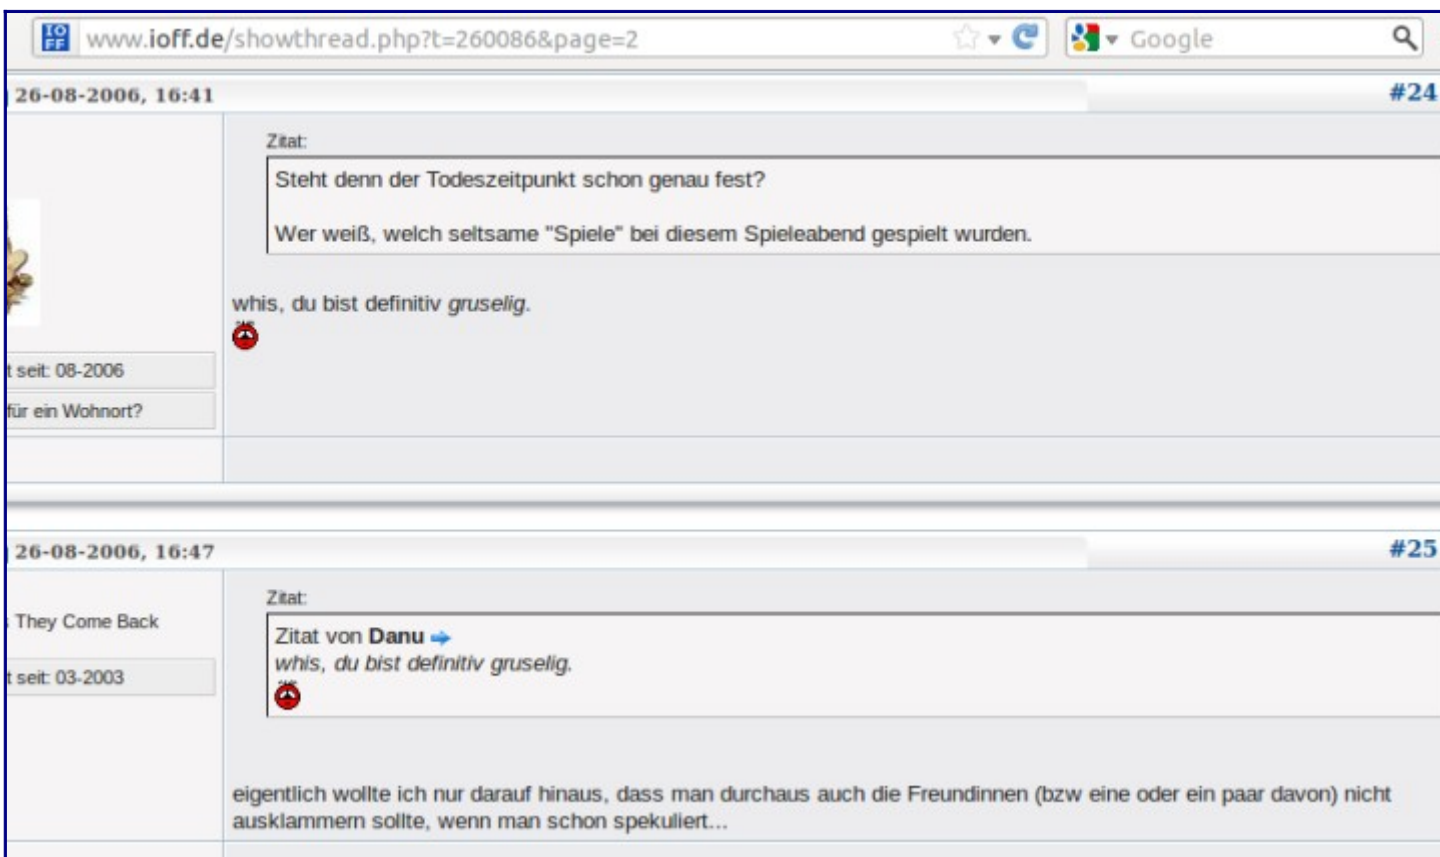 IO
FF
www.ioff.de/showthread.php?t=260086&page=2
Google
26-08-2006, 16:41
#24
Zitat:
Steht denn der Todeszeitpunkt schon genau fest?
Wer weiß, welch seltsame "Spiele" bei diesem Spieleabend gespielt wurden.
whis, du bist definitiv gruselig.
t seit: 08-2006
für ein Wohnort?
26-08-2006, 16:47
#25
They Come Back
t seit: 03-2003
Zitat:
Zitat von Danu
whis, du bist definitiv gruselig.
eigentlich wollte ich nur darauf hinaus, dass man durchaus auch die Freundinnen (bzw eine oder ein paar davon) nicht
ausklammern sollte, wenn man schon spekuliert...